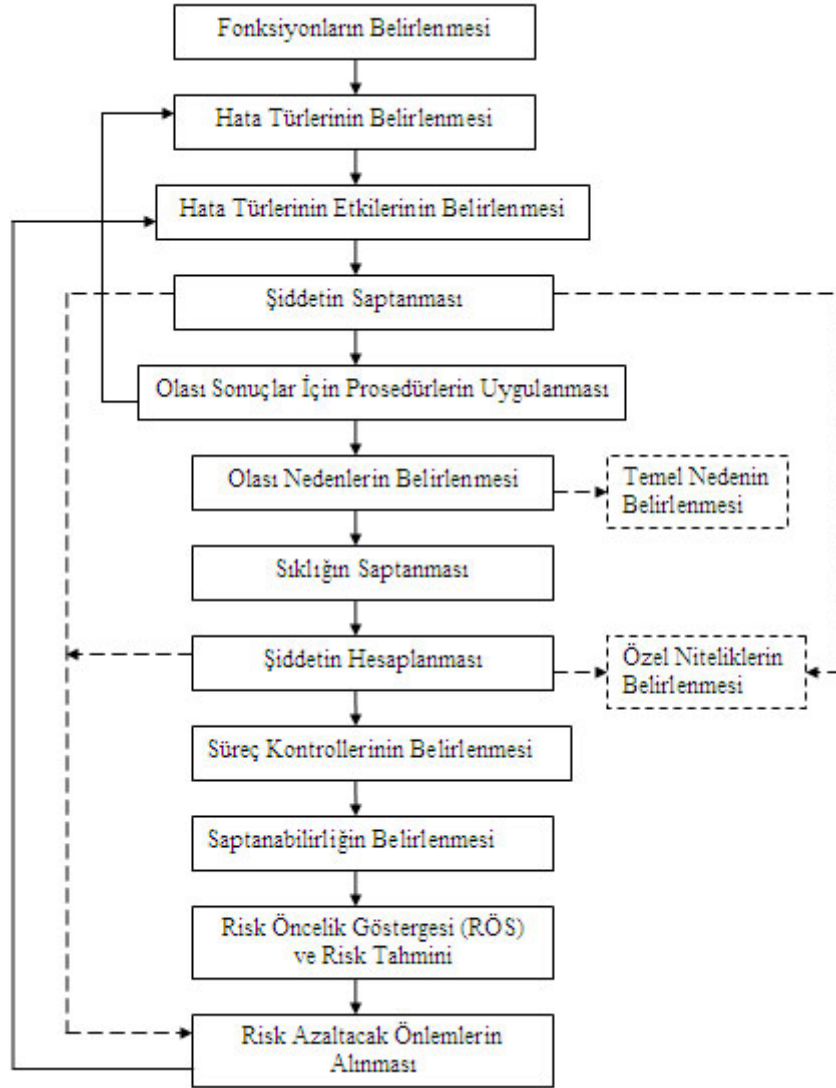 Fonksiyonların Belirlenmesi
Hata Türlerinin Belirlenmesi
Hata Türlerinin Etkilerinin Belirlenmesi
Şiddetin Saptanması
Olası Sonuçlar İçin Prosedürlerin Uygulanması
Olası Nedenlerin Belirlenmesi
Temel Nedenin
Belirlenmesi
Sıklığın Saptanması
Şiddetin Hesaplanması
Özel Niteliklerin
Belirlenmesi
Süreç Kontrollerinin Belirlenmesi
Saptanabilirliğin Belirlenmesi
Risk Öncelik Göstergesi (RÖS)
ve Risk Tahmini
Risk Azaltacak Önlemlerin
Alınması